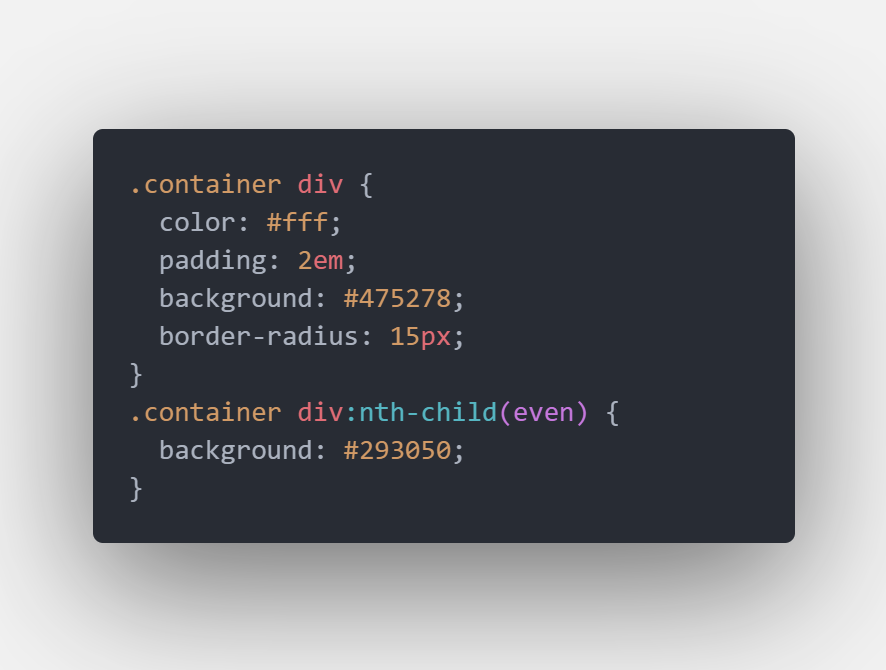 .container div {
  color: #fff;
  padding: 2em;
  background: #475278;
  border-radius: 15px;
}
.container div:nth-child(even) {
  background: #293050;
}